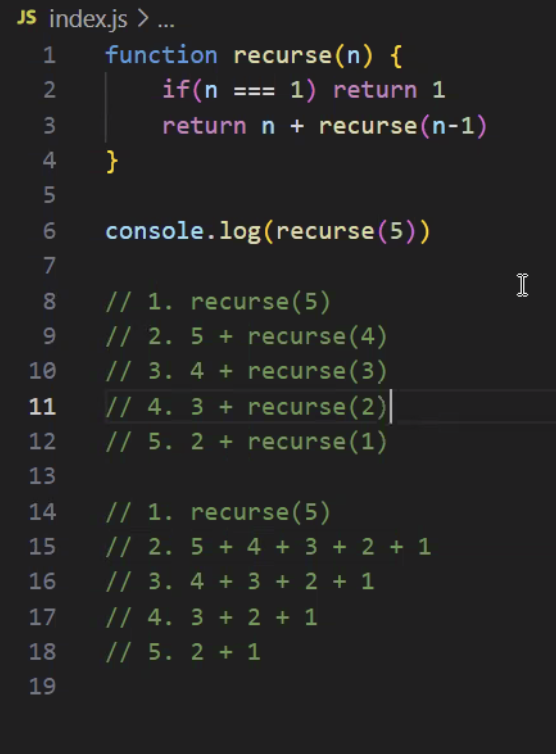 JS index.js > ...
1 function recurse(n) {
2 if(n === 1) return 1
3 return n + recurse(n-1)
4 }
5
6 console.log(recurse(5))
7
8 // 1. recurse(5)
9 // 2. 5 + recurse(4)
10 // 3. 4 + recurse(3)
11 // 4. 3 + recurse(2)
12 // 5. 2 + recurse(1)
13
14 // 1. recurse(5)
15 // 2. 5 + 4 + 3 + 2 + 1
16 // 3. 4 + 3 + 2 + 1
17 // 4. 3 + 2 + 1
18 // 5. 2 + 1
19